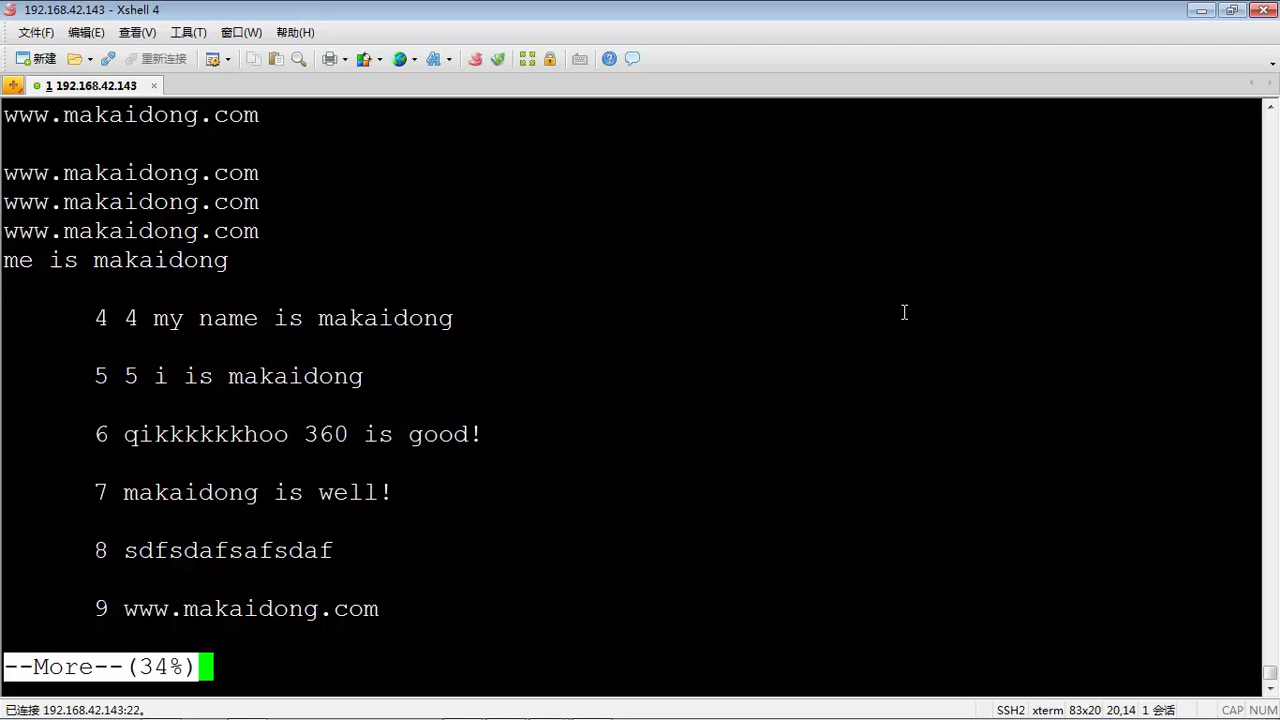 192.168.42.143 - Xshell 4
文件(F) 编辑(E) 查看(V) 工具(T) 窗口(W) 帮助(H)
新建 重新连接
1 192.168.42.143 ×
www.makaidong.com
www.makaidong.com
www.makaidong.com
www.makaidong.com
me is makaidong
4 4 my name is makaidong
5 5 i is makaidong
6 qikkkkkkhoo 360 is good!
7 makaidong is well!
8 sdfsdafsafsdaf
9 www.makaidong.com
--More--(34%)
已连接 192.168.42.143:22。 SSH2 xterm 83x20 20,14 1 会话 CAP NUM